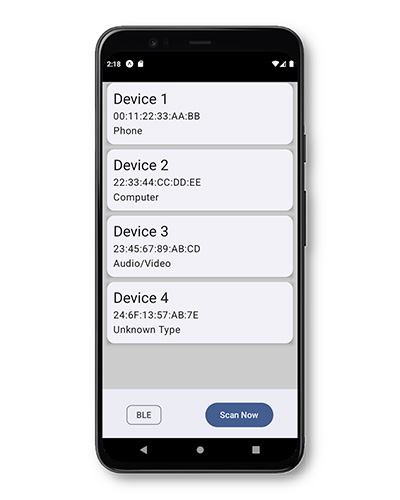 2:18
Device 1
00:11:22:33:AA:BB
Phone
Device 2
22:33:44:CC:DD:EE
Computer
Device 3
23:45:67:89:AB:CD
Audio/Video
Device 4
24:6F:13:57:AB:7E
Unknown Type
BLE Scan Now